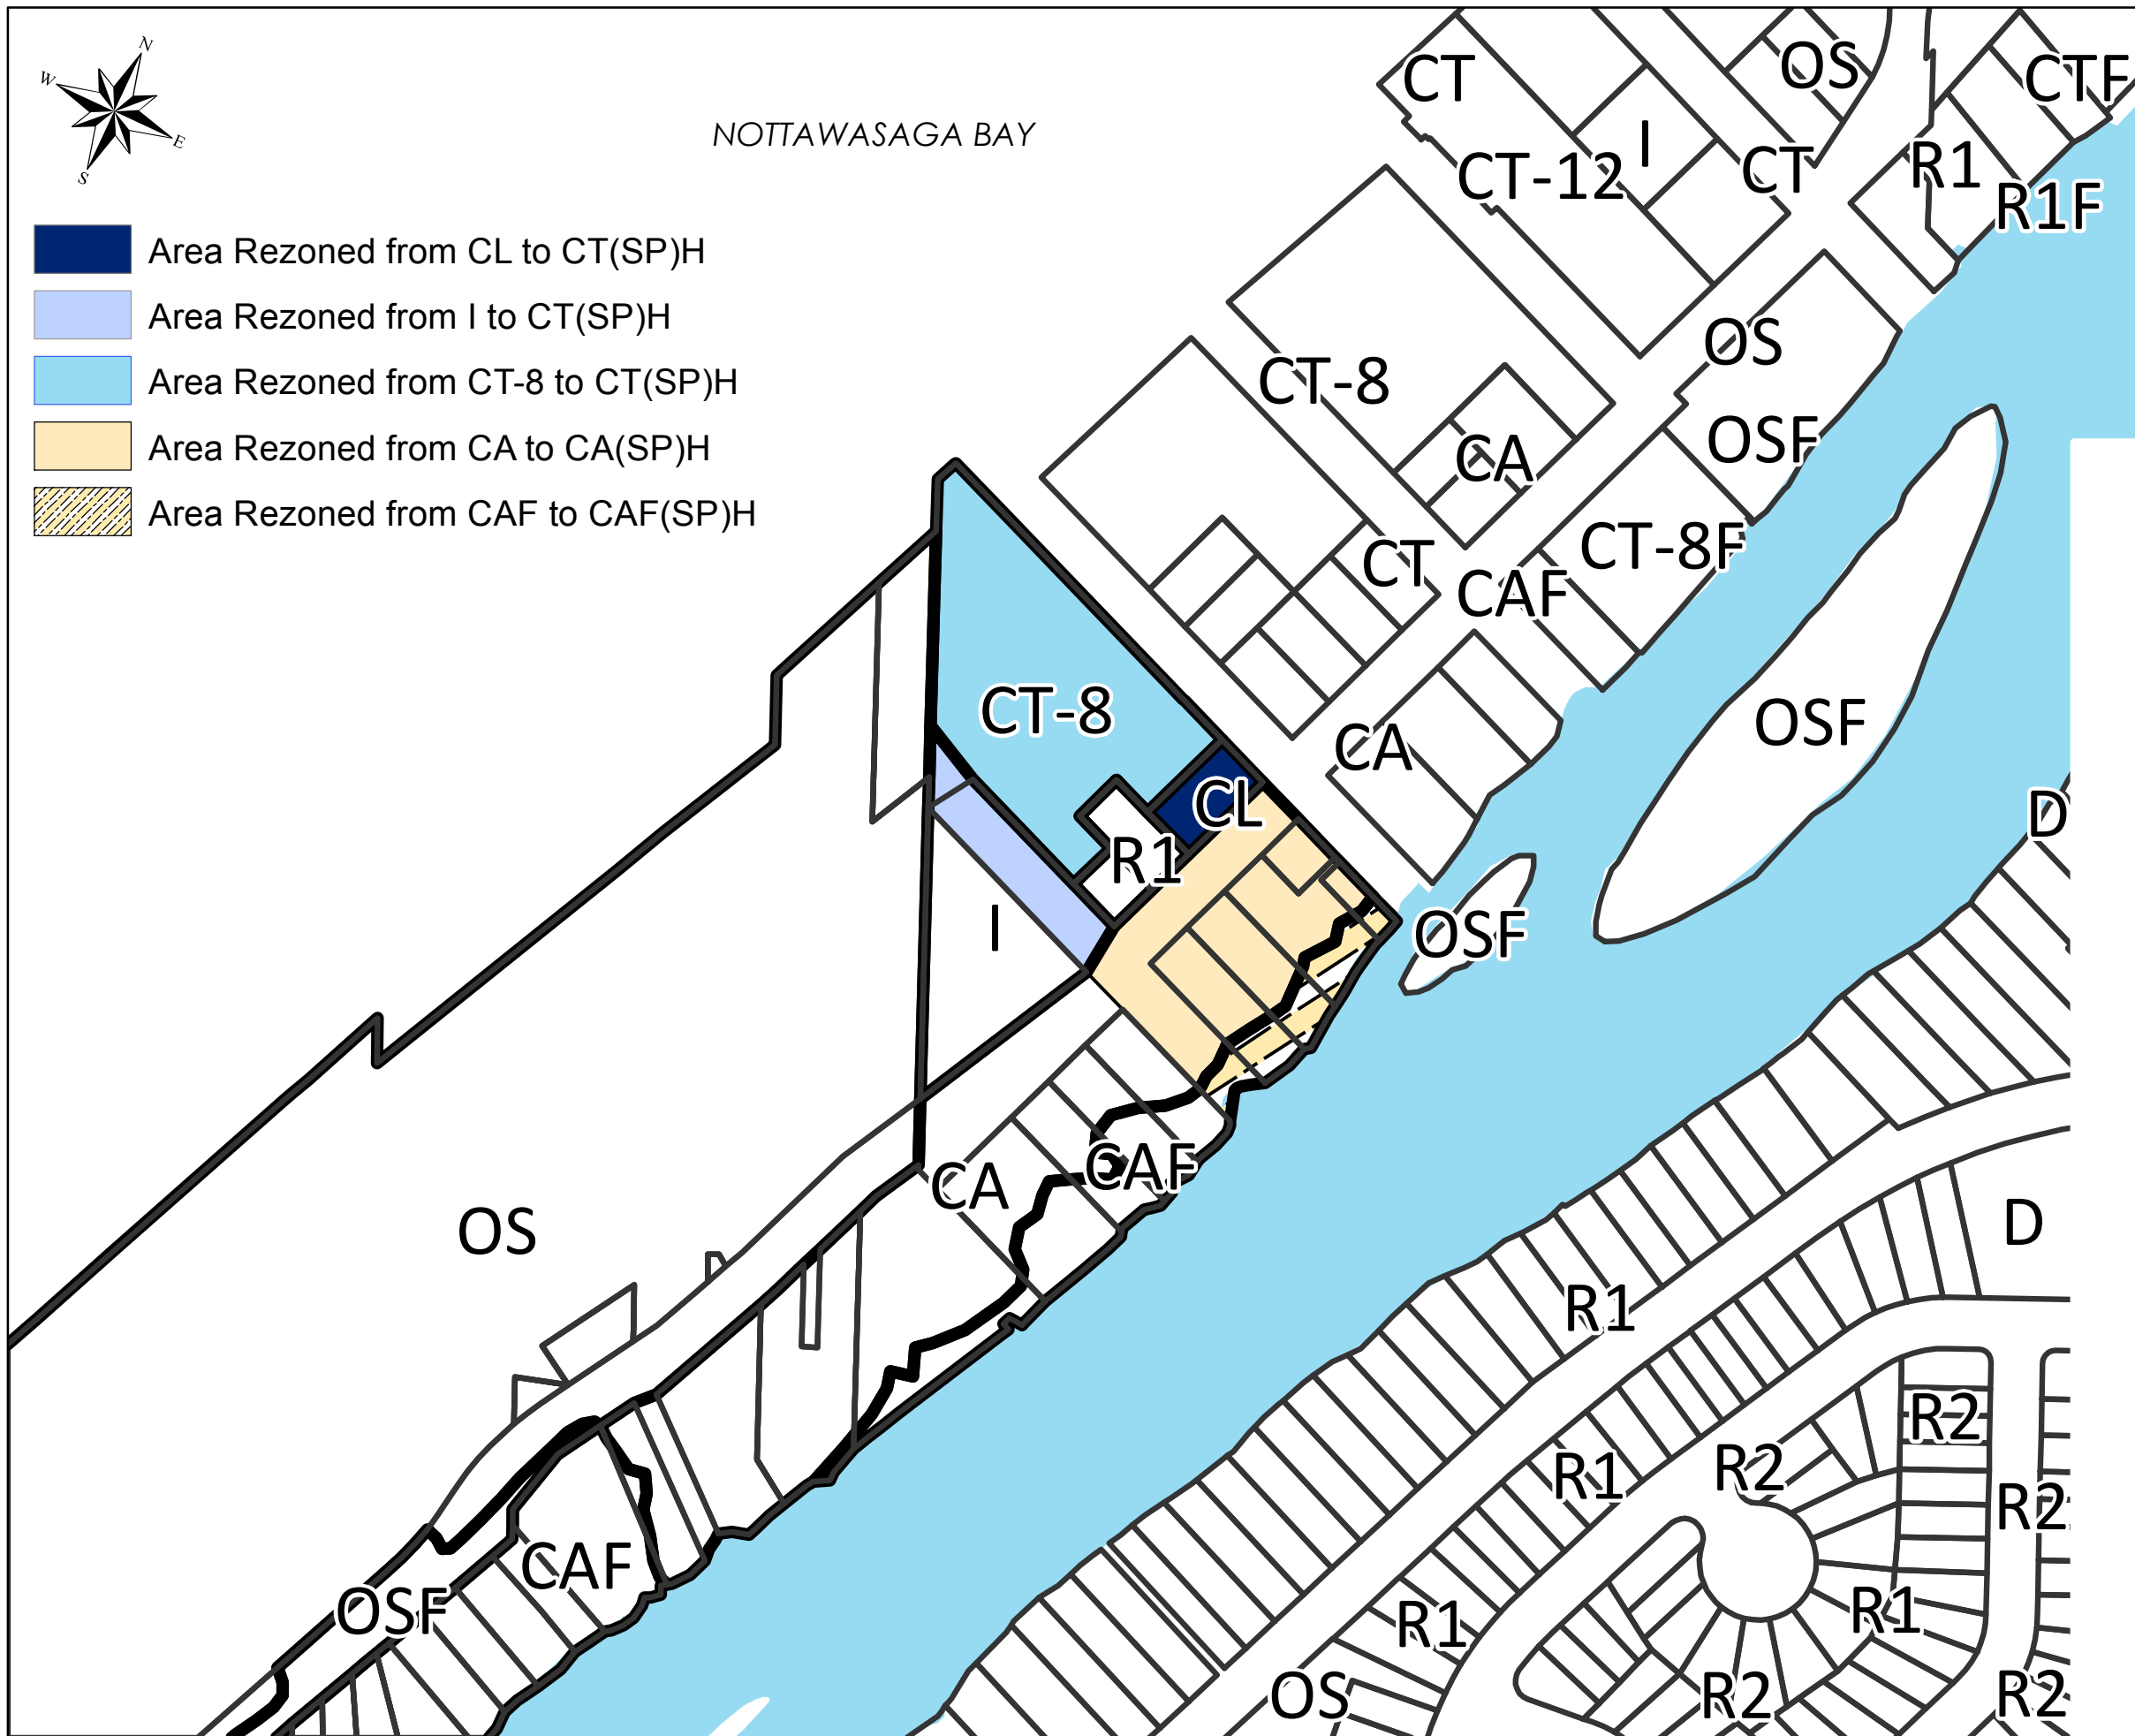 N
W
E
S
NOTTAWASAGA BAY
Area Rezoned from CL to CT(SP)H
Area Rezoned from I to CT(SP)H
Area Rezoned from CT-8 to CT(SP)H
Area Rezoned from CA to CA(SP)H
Area Rezoned from CAF to CAF(SP)H
CT
OS
CTF
I
CT-12
CT
R1
R1F
OS
CT-8
OSF
CA
CT-8F
CT
CAF
CT-8
OSF
CA
CL
D
R1
I
OSF
CAF
CA
OS
D
R1
R2
R2
R1
R2
CAF
OSF
R1
R1
OS
R2
R2